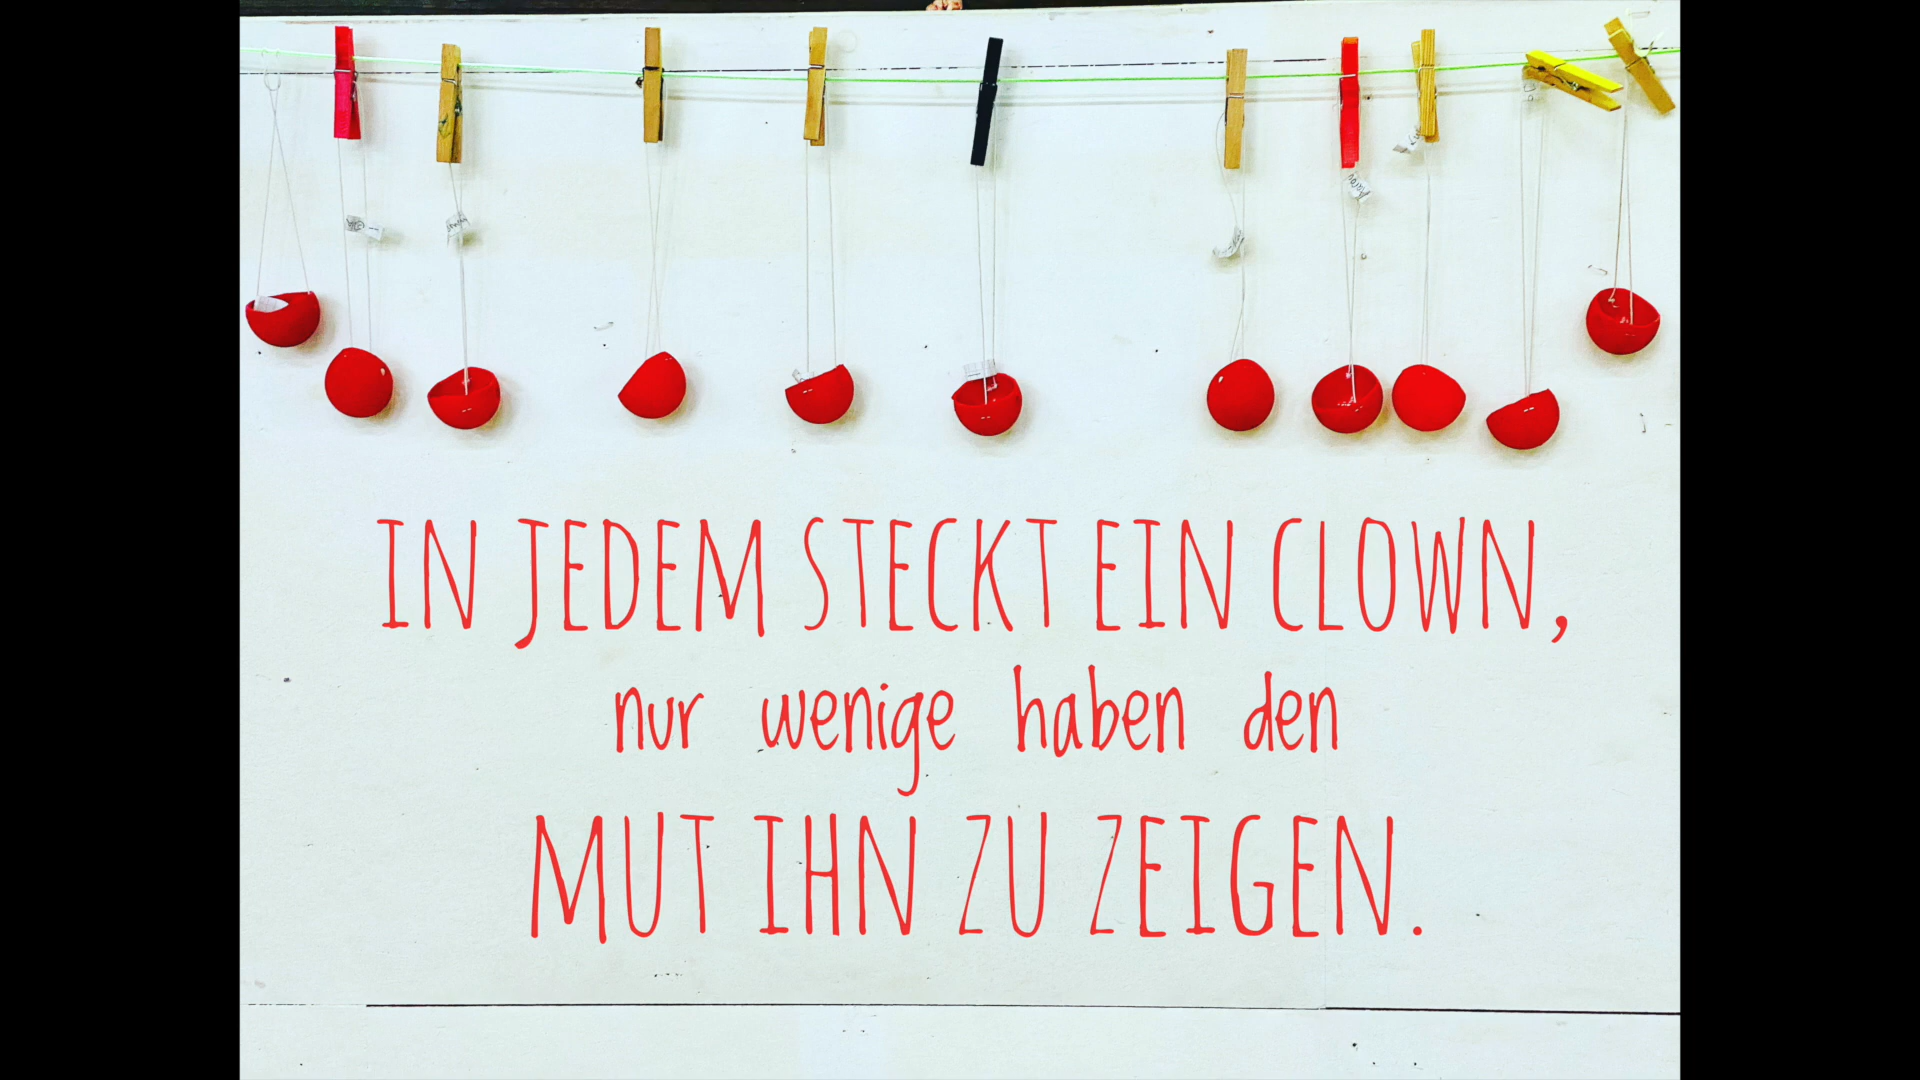 IN JEDEM STECKT EIN CLOWN,
nur wenige haben den
MUT IHN ZU ZEIGEN.